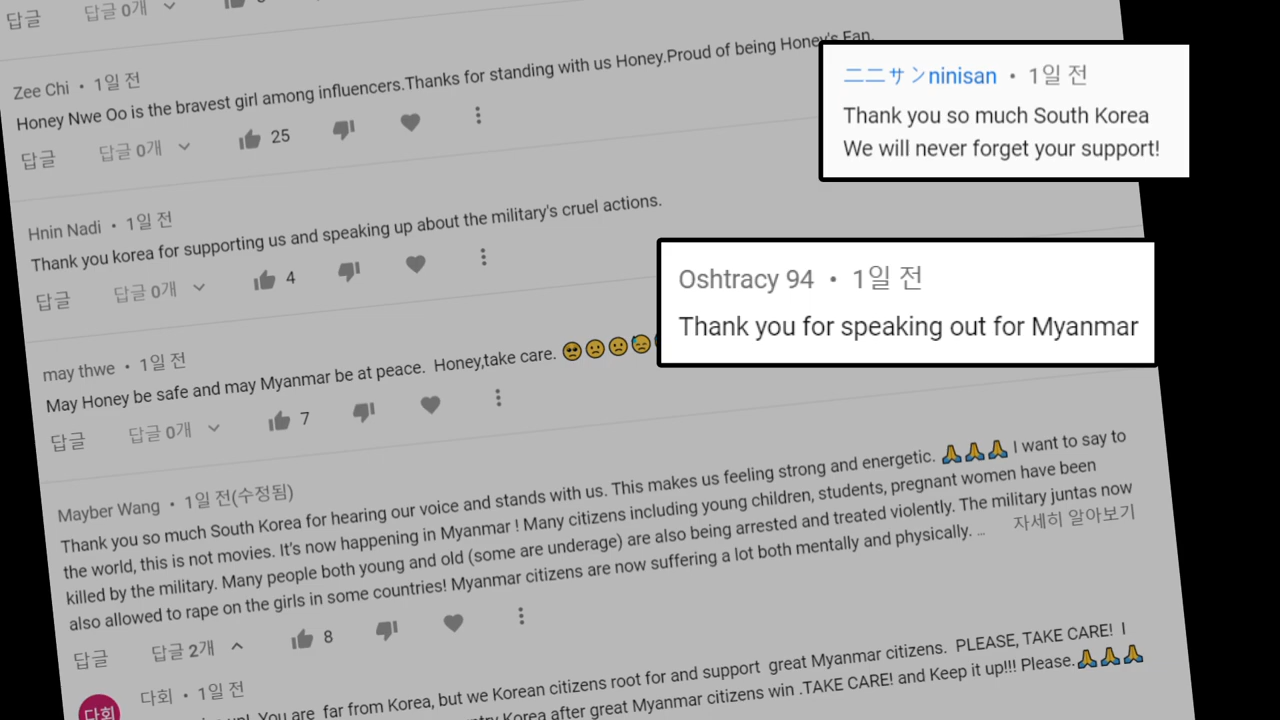 답글 답글 0개
Zee Chi • 1일 전
Honey Nwe Oo is the bravest girl among influencers.Thanks for standing with us Honey.Proud of being Honey's Fan.
답글 답글 0개 25
二二サンninisan • 1일 전
Thank you so much South Korea
We will never forget your support!
Hnin Nadi • 1일 전
Thank you korea for supporting us and speaking up about the military's cruel actions.
답글 답글 0개 4
Oshtracy 94 • 1일 전
Thank you for speaking out for Myanmar
may thwe • 1일 전
May Honey be safe and may Myanmar be at peace. Honey,take care. 🥺🙁🙁😓
답글 답글 0개 7
Mayber Wang • 1일 전(수정됨)
Thank you so much South Korea for hearing our voice and stands with us. This makes us feeling strong and energetic. 🙏🙏🙏 I want to say to
the world, this is not movies. It's now happening in Myanmar ! Many citizens including young children, students, pregnant women have been
killed by the military. Many people both young and old (some are underage) are also being arrested and treated violently. The military juntas now
also allowed to rape on the girls in some countries! Myanmar citizens are now suffering a lot both mentally and physically. ... 자세히 알아보기
답글 답글 2개 8
다회
다회 • 1일 전
You are far from Korea, but we Korean citizens root for and support great Myanmar citizens. PLEASE, TAKE CARE! I
Korea after great Myanmar citizens win .TAKE CARE! and Keep it up!!! Please.🙏🙏🙏